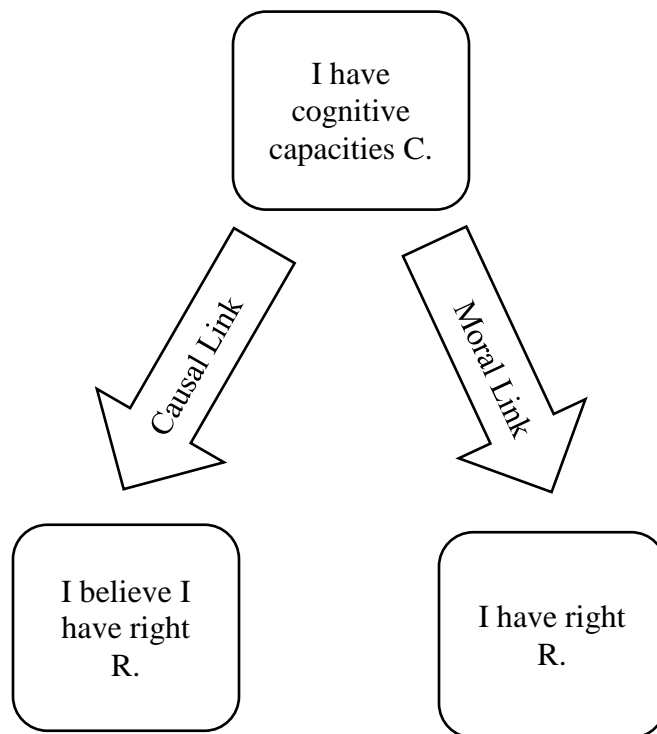 I have
cognitive
capacities C.
Causal Link
Moral Link
I believe I
have right
R.
I have right
R.